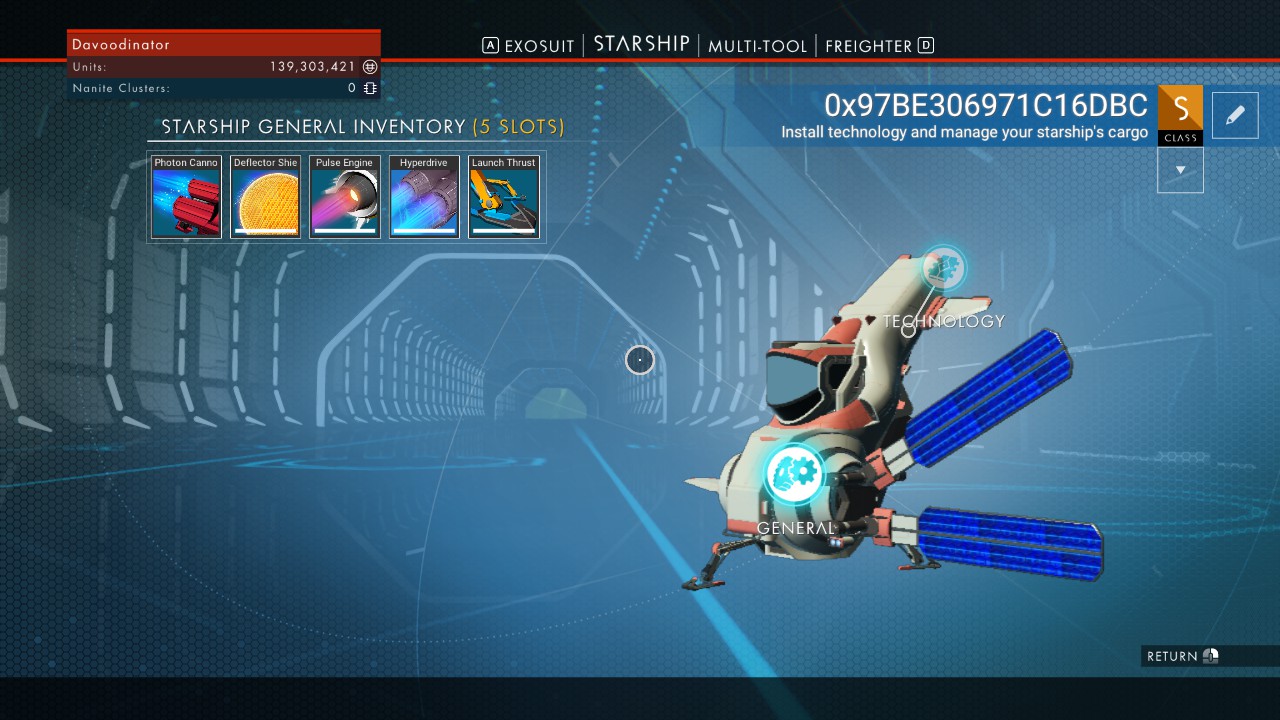 Davoodinator
Units: 139,303,421
Nanite Clusters: 0
A EXOSUIT STARSHIP MULTI-TOOL FREIGHTER D
0x97BE306971C16DBC
Install technology and manage your starship's cargo
S
CLASS
STARSHIP GENERAL INVENTORY (5 SLOTS)
Photon Canno Deflector Shie Pulse Engine Hyperdrive Launch Thrust
TECHNOLOGY
GENERAL
RETURN